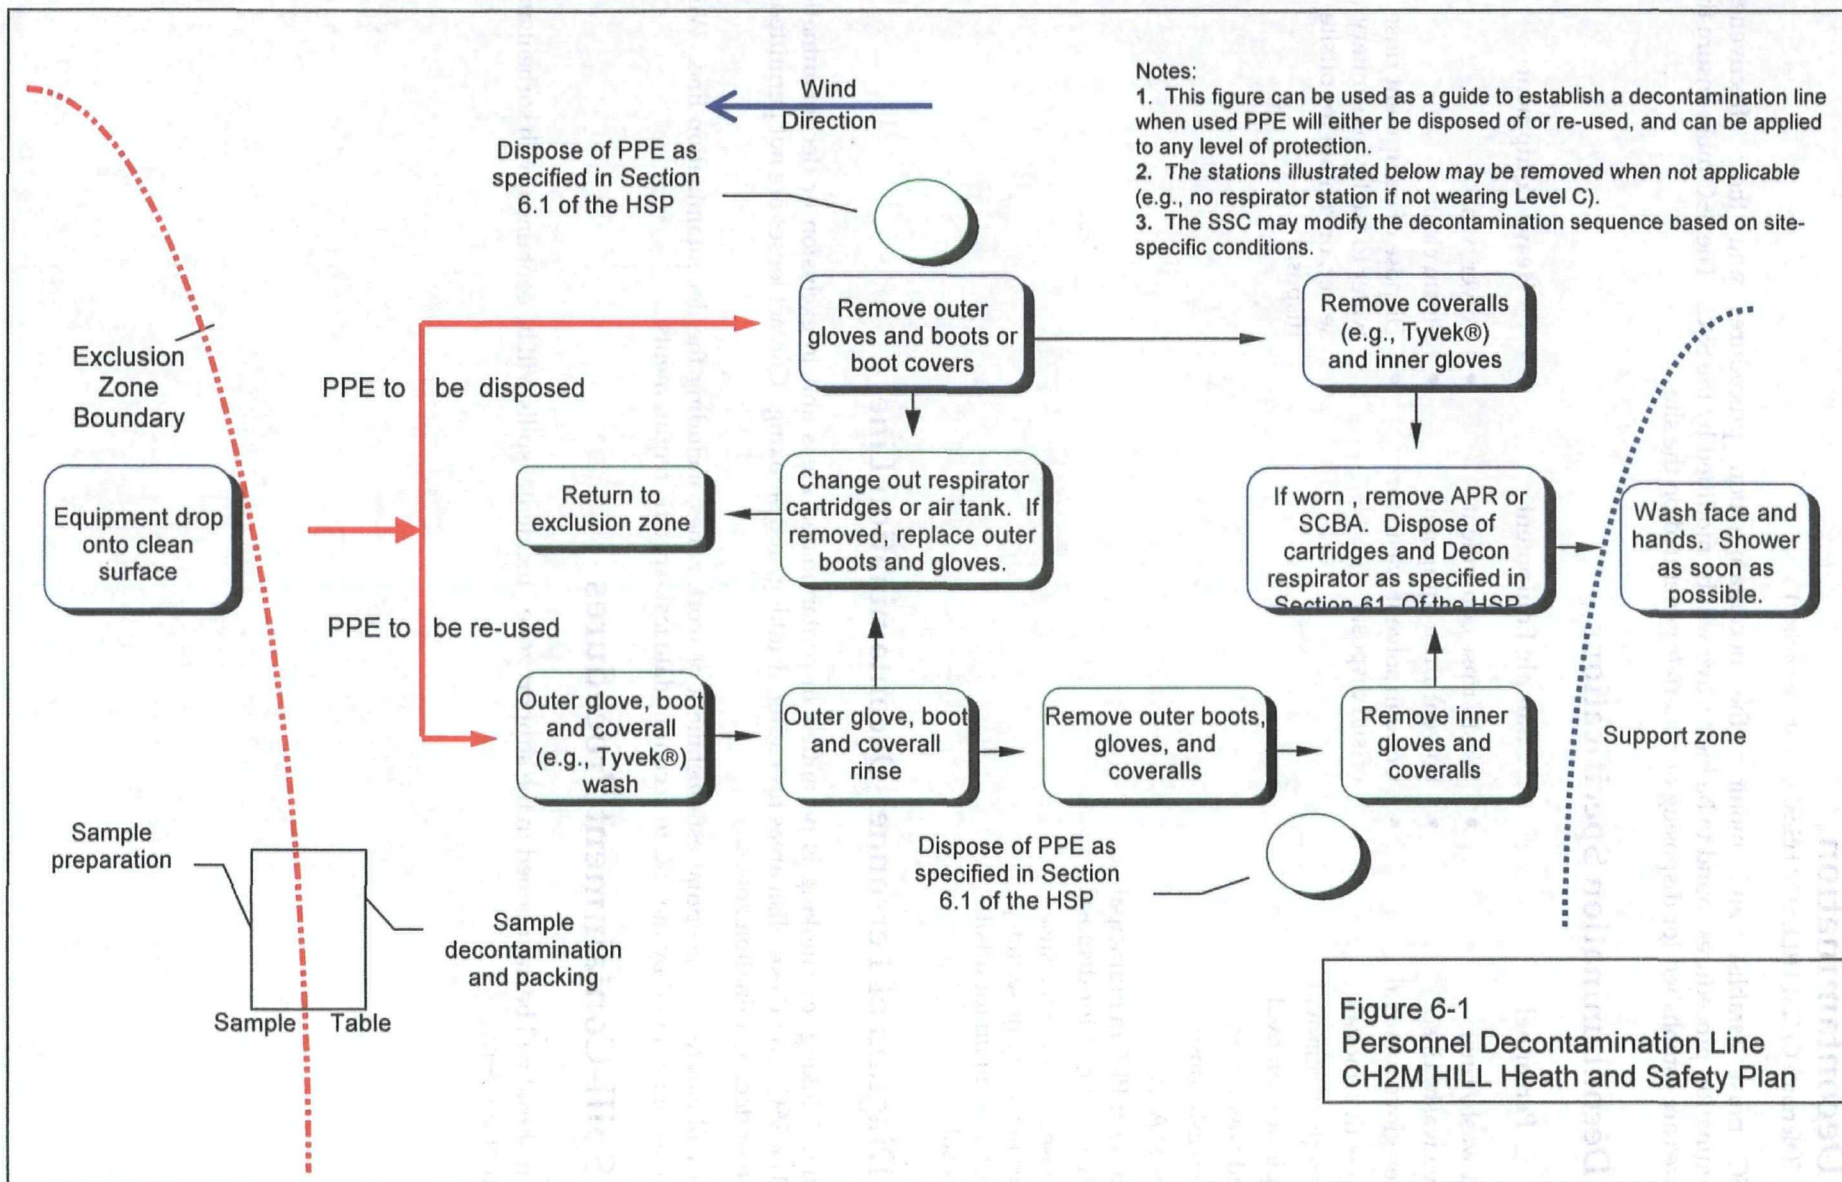 Wind
Direction
Notes:
1. This figure can be used as a guide to establish a decontamination line
when used PPE will either be disposed of or re-used, and can be applied
to any level of protection.
2. The stations illustrated below may be removed when not applicable
(e.g., no respirator station if not wearing Level C).
3. The SSC may modify the decontamination sequence based on site-
specific conditions.
Dispose of PPE as
specified in Section
6.1 of the HSP
Exclusion
Zone
Boundary
PPE to be disposed
Remove outer
gloves and boots or
boot covers
Remove coveralls
(e.g., Tyvek®)
and inner gloves
Equipment drop
onto clean
surface
Return to
exclusion zone
Change out respirator
cartridges or air tank. If
removed, replace outer
boots and gloves.
If worn , remove APR or
SCBA. Dispose of
cartridges and Decon
respirator as specified in
Section 61. Of the HSP
Wash face and
hands. Shower
as soon as
possible.
PPE to be re-used
Outer glove, boot
and coverall
(e.g., Tyvek®)
wash
Outer glove, boot
and coverall
rinse
Remove outer boots,
gloves, and
coveralls
Remove inner
gloves and
coveralls
Support zone
Sample
preparation
Sample
decontamination
and packing
Sample Table
Dispose of PPE as
specified in Section
6.1 of the HSP
Figure 6-1
Personnel Decontamination Line
CH2M HILL Heath and Safety Plan